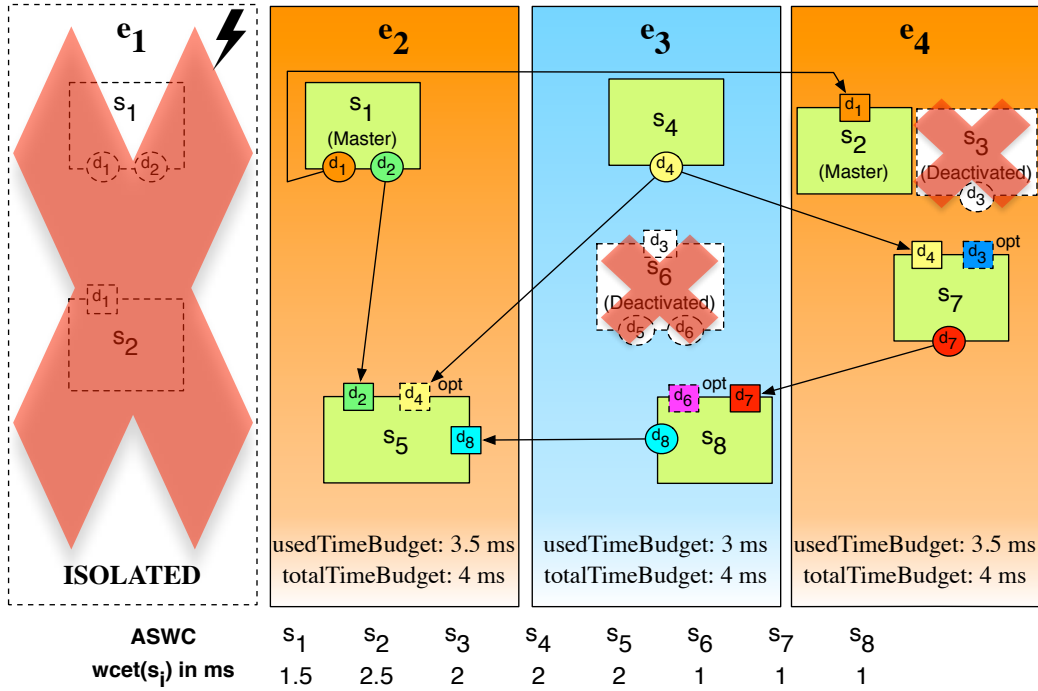 e1
s1
d1 d2
d1
s2
ISOLATED
e2
s1
(Master)
d1 d2
d2 d4 opt
s5 d8
usedTimeBudget: 3.5 ms
totalTimeBudget: 4 ms
e3
s4
d4
d3
s6
(Deactivated)
d5 d6
d6 opt d7
d8 s8
usedTimeBudget: 3 ms
totalTimeBudget: 4 ms
e4
d1
s2
(Master)
s3
(Deactivated)
d3
d4 d3 opt
s7
d7
usedTimeBudget: 3.5 ms
totalTimeBudget: 4 ms
ASWC s1 s2 s3 s4 s5 s6 s7 s8
wcet(si) in ms 1.5 2.5 2 2 2 1 1 1